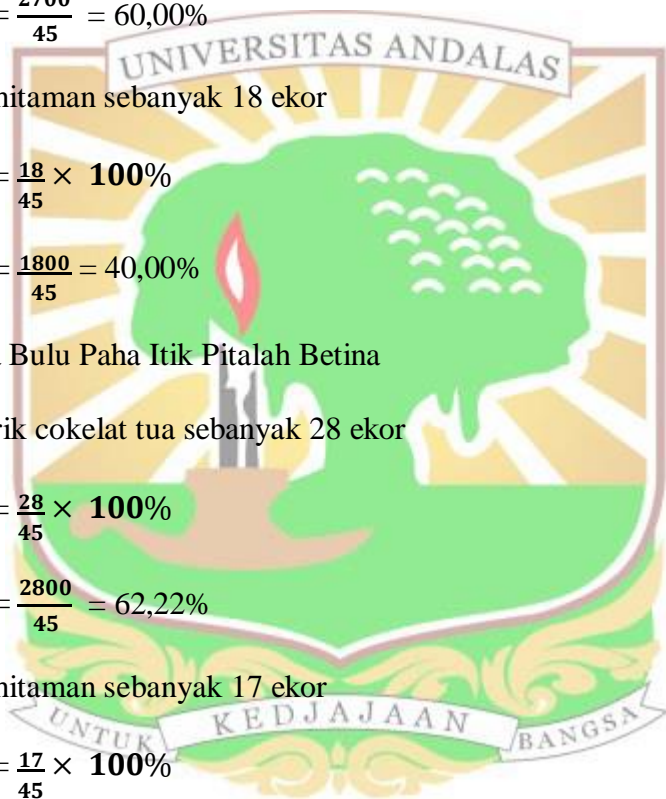 = 2700/45 = 60,00%
UNIVERSITAS ANDALAS
hitaman sebanyak 18 ekor
= 18/45 × 100%
= 1800/45 = 40,00%
Bulu Paha Itik Pitalah Betina
rik cokelat tua sebanyak 28 ekor
= 28/45 × 100%
= 2800/45 = 62,22%
hitaman sebanyak 17 ekor
UNTUK KEDJAJAAN BANGSA
= 17/45 × 100%